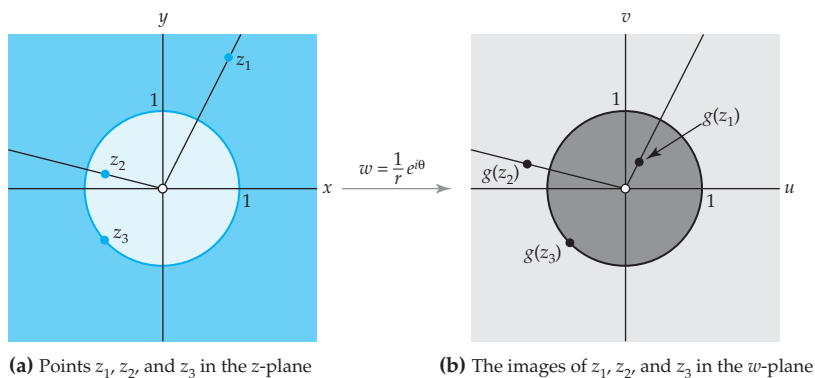 y
z₁
1
z₂
x
1
z₃
w = 1/r e^{iθ}
v
1
g(z₁)
g(z₂)
u
1
g(z₃)
(a) Points z₁, z₂, and z₃ in the z-plane
(b) The images of z₁, z₂, and z₃ in the w-plane